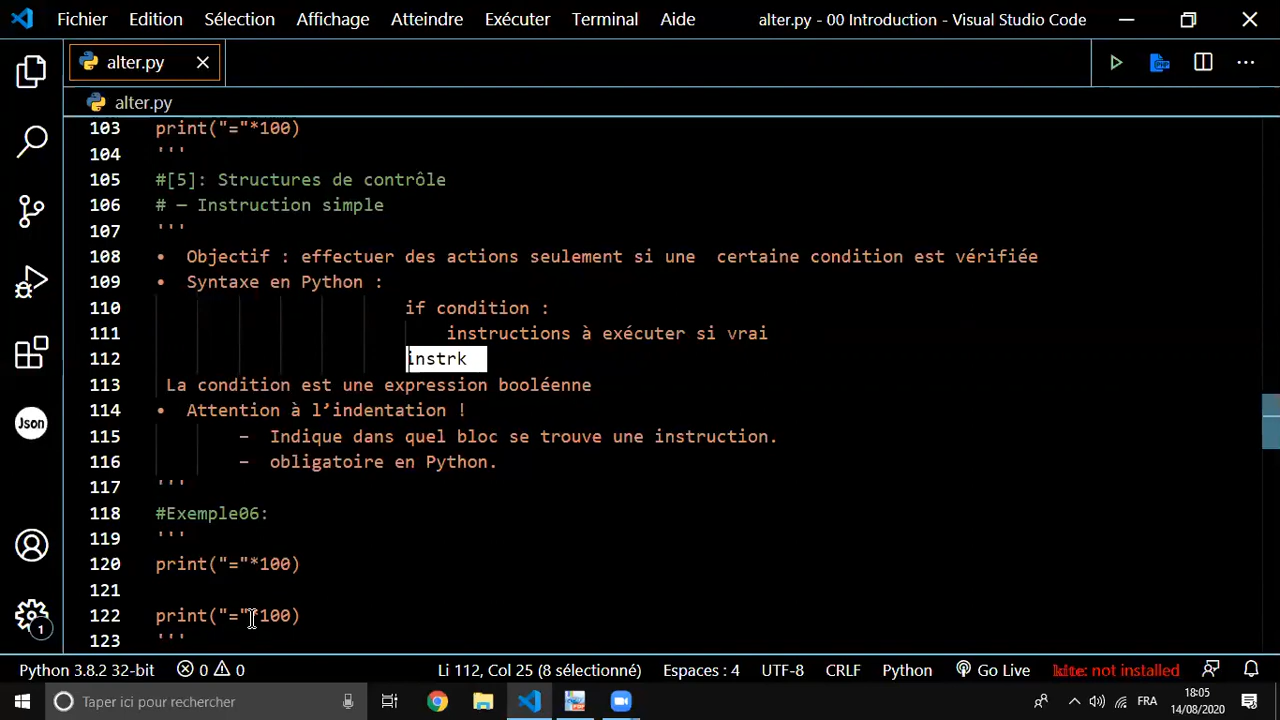 Fichier Edition Sélection Affichage Atteindre Exécuter Terminal Aide alter.py - 00 Introduction - Visual Studio Code
alter.py
alter.py
103 print("="*100)
104 '''
105 #[5]: Structures de contrôle
106 # – Instruction simple
107 '''
108 • Objectif : effectuer des actions seulement si une certaine condition est vérifiée
109 • Syntaxe en Python :
110 if condition :
111 instructions à exécuter si vrai
112 instrk
113 La condition est une expression booléenne
114 • Attention à l’indentation !
115 – Indique dans quel bloc se trouve une instruction.
116 – obligatoire en Python.
117 '''
118 #Exemple06:
119 '''
120 print("="*100)
121
122 print("="*100)
123 '''
Json
1
Python 3.8.2 32-bit 0 0 Li 112, Col 25 (8 sélectionné) Espaces : 4 UTF-8 CRLF Python Go Live kite: not installed
Taper ici pour rechercher
FRA
18:05
14/08/2020